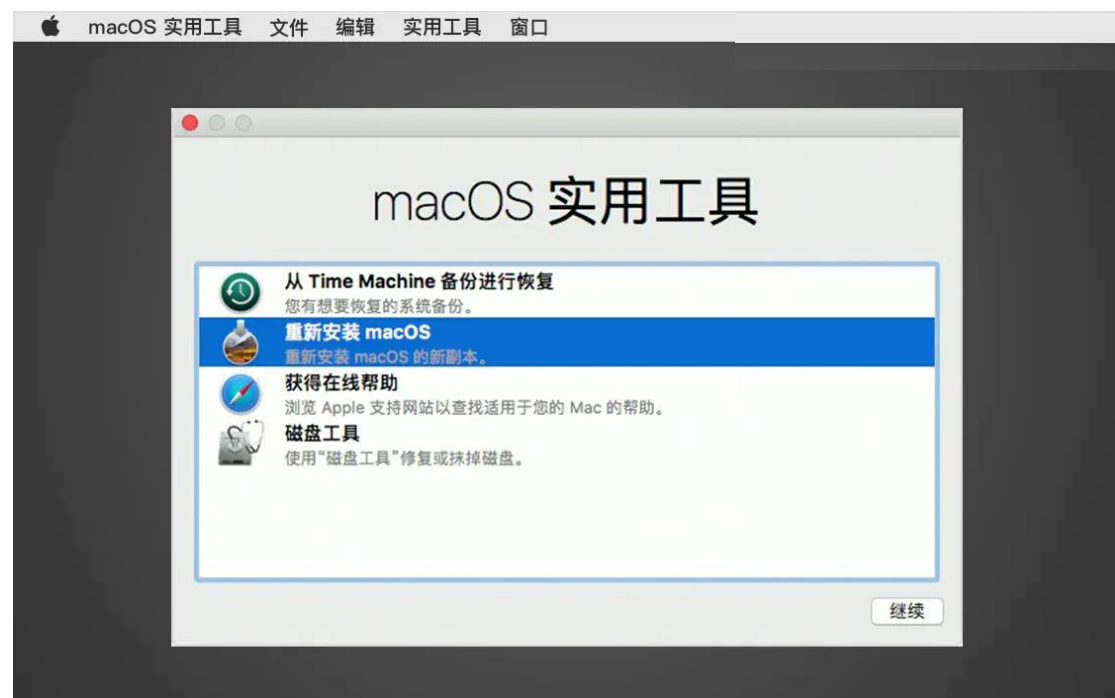 macOS 实用工具 文件 编辑 实用工具 窗口
macOS 实用工具
从 Time Machine 备份进行恢复
您有想要恢复的系统备份。
重新安装 macOS
重新安装 macOS 的新副本。
获得在线帮助
浏览 Apple 支持网站以查找适用于您的 Mac 的帮助。
磁盘工具
使用"磁盘工具"修复或抹掉磁盘。
继续